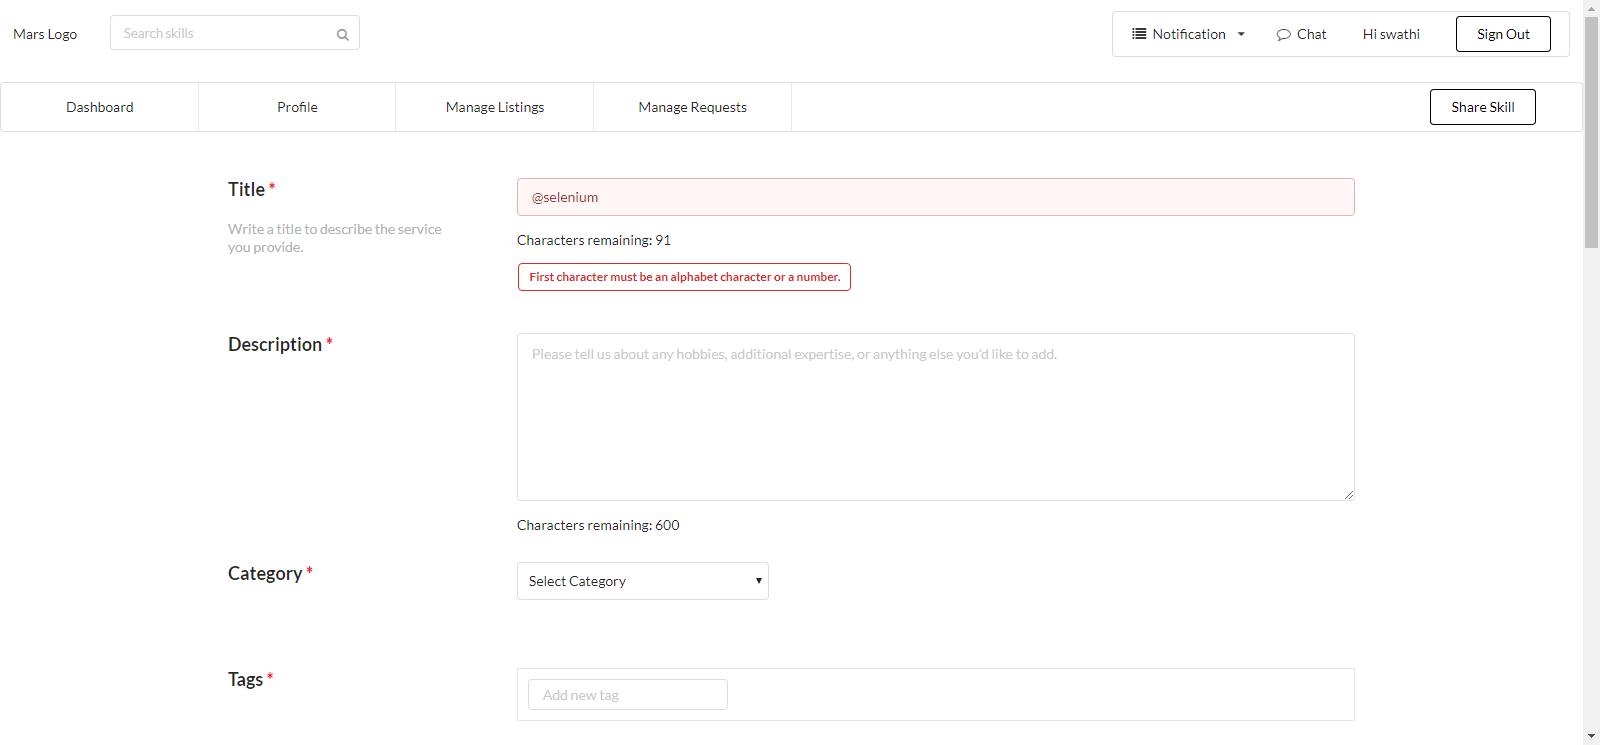 Mars Logo
Search skills
Notification
Chat
Hi swathi
Sign Out
Dashboard
Profile
Manage Listings
Manage Requests
Share Skill
Title *
Write a title to describe the service
you provide.
@selenium
Characters remaining: 91
First character must be an alphabet character or a number.
Description *
Please tell us about any hobbies, additional expertise, or anything else you'd like to add.
Characters remaining: 600
Category *
Select Category
Tags *
Add new tag